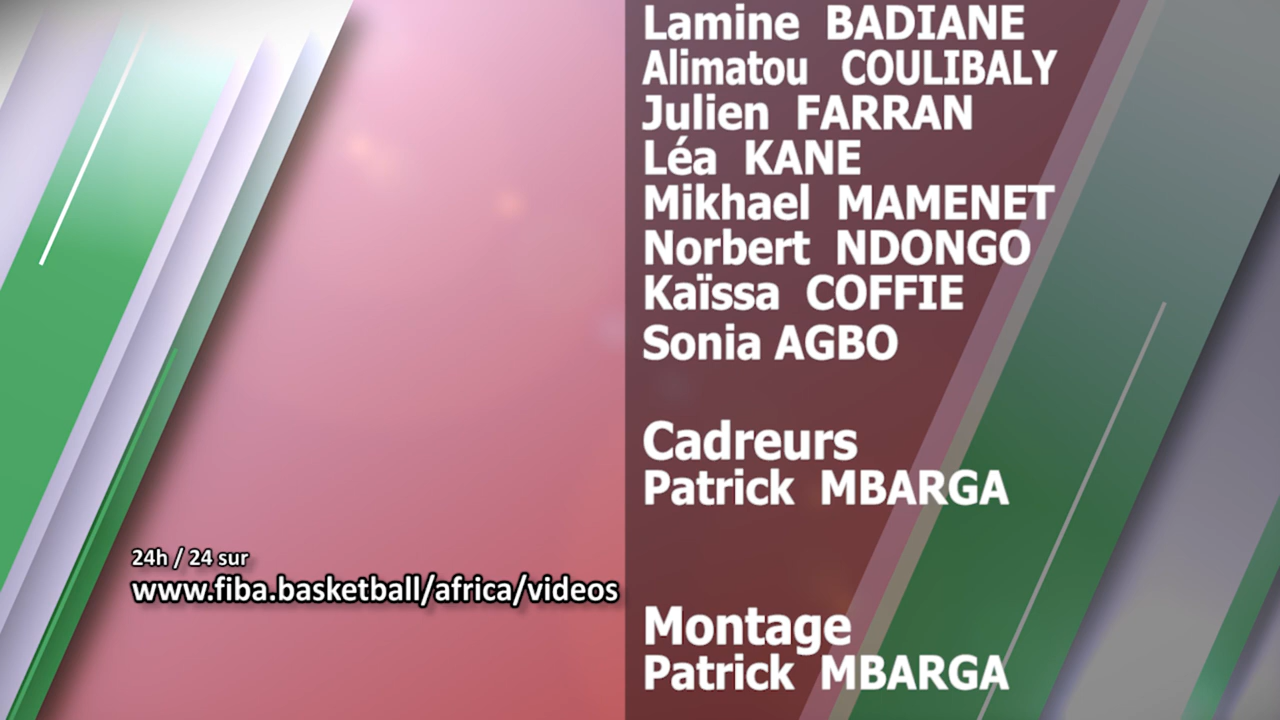 Lamine BADIANE
Alimatou COULIBALY
Julien FARRAN
Léa KANE
Mikhael MAMENET
Norbert NDONGO
Kaïssa COFFIE
Sonia AGBO
Cadreurs
Patrick MBARGA
Montage
Patrick MBARGA
24h / 24 sur
www.fiba.basketball/africa/videos